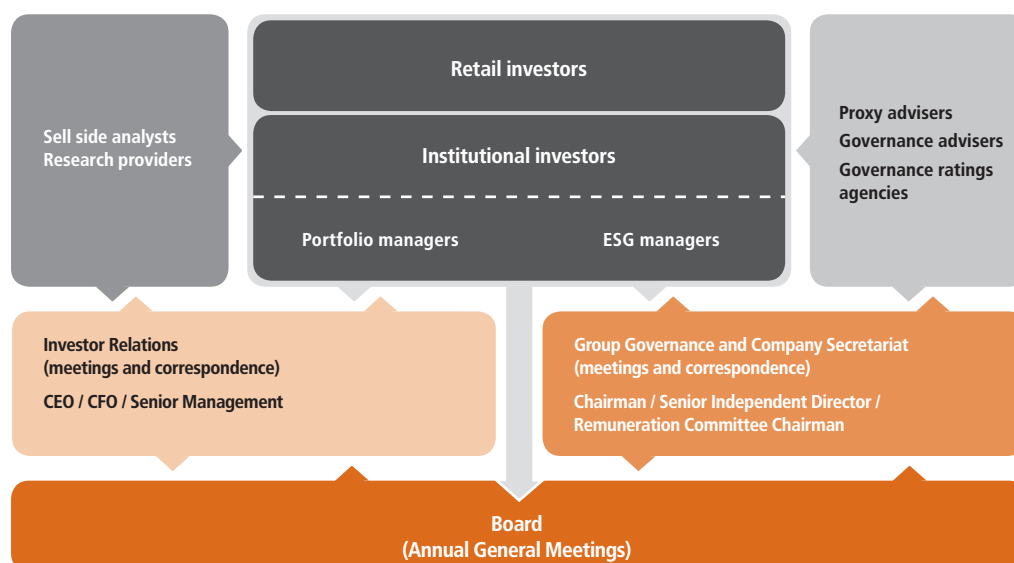 Sell side analysts
Research providers
Retail investors
Institutional investors
Portfolio managers
ESG managers
Proxy advisers
Governance advisers
Governance ratings
agencies
Investor Relations
(meetings and correspondence)
CEO / CFO / Senior Management
Group Governance and Company Secretariat
(meetings and correspondence)
Chairman / Senior Independent Director /
Remuneration Committee Chairman
Board
(Annual General Meetings)